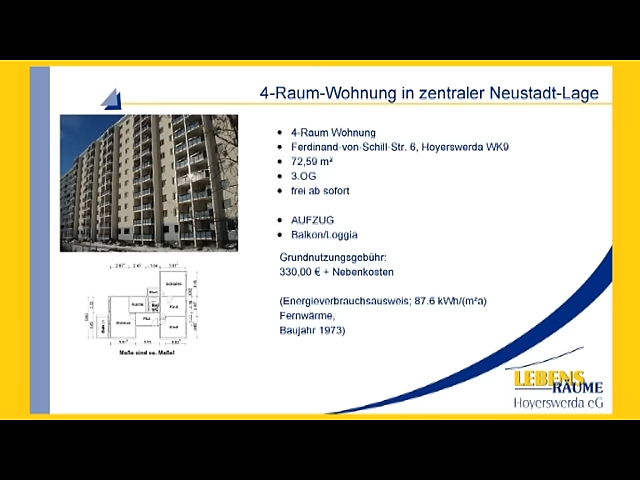 4-Raum-Wohnung in zentraler Neustadt-Lage
4-Raum Wohnung
Ferdinand-von-Schill-Str. 6, Hoyerswerda WK9
72,59 m²
3.OG
frei ab sofort
AUFZUG
Balkon/Loggia
Grundnutzungsgebühr:
330,00 € + Nebenkosten
(Energieverbrauchsausweis; 87.6 kWh/(m²a)
Fernwärme,
Baujahr 1973)
Maße sind ca. Maße!
LEBENS
RÄUME
Hoyerswerda eG